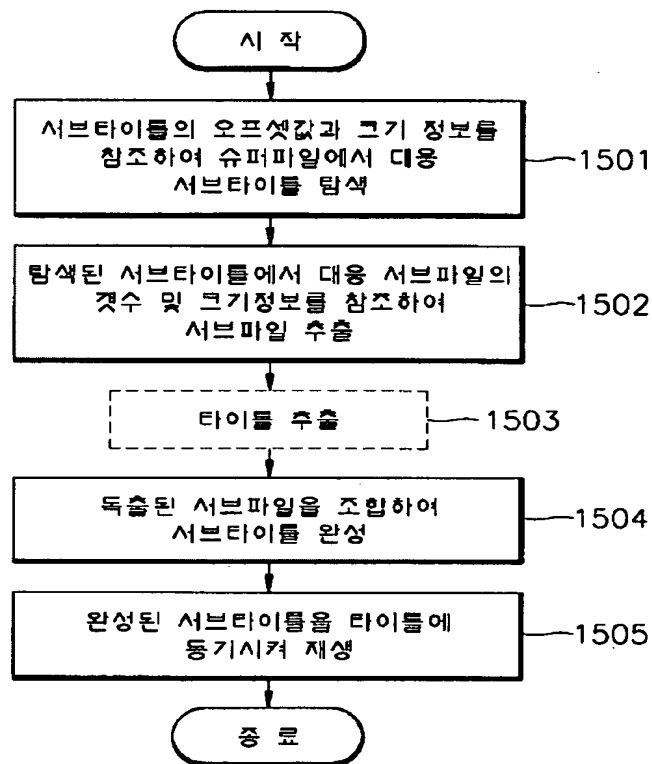 시 작
서브타이틀의 오프셋값과 크기 정보를
참조하여 슈퍼파일에서 대응
서브타이틀 탐색
1501
탐색된 서브타이틀에서 대응 서브파일의
갯수 및 크기정보를 참조하여
서브파일 추출
1502
타이틀 추출
1503
독출된 서브파일을 조합하여
서브타이틀 완성
1504
완성된 서브타이틀을 타이틀에
동기시켜 재생
1505
종 료